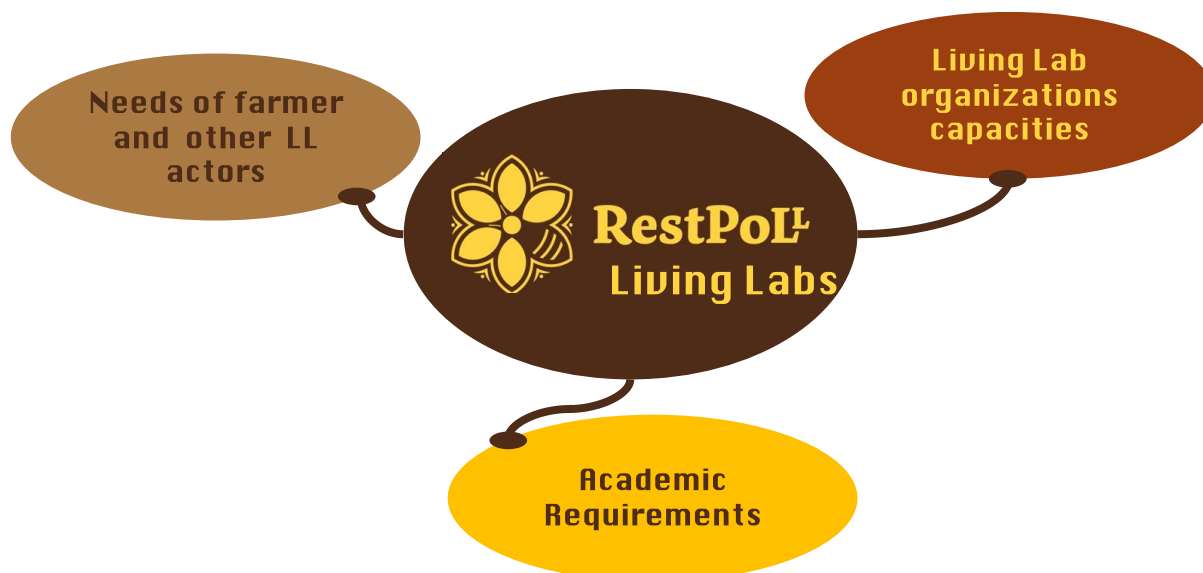 Needs of farmer
and other LL
actors
Living Lab
organizations
capacities
RestPoLL
Living Labs
Academic
Requirements